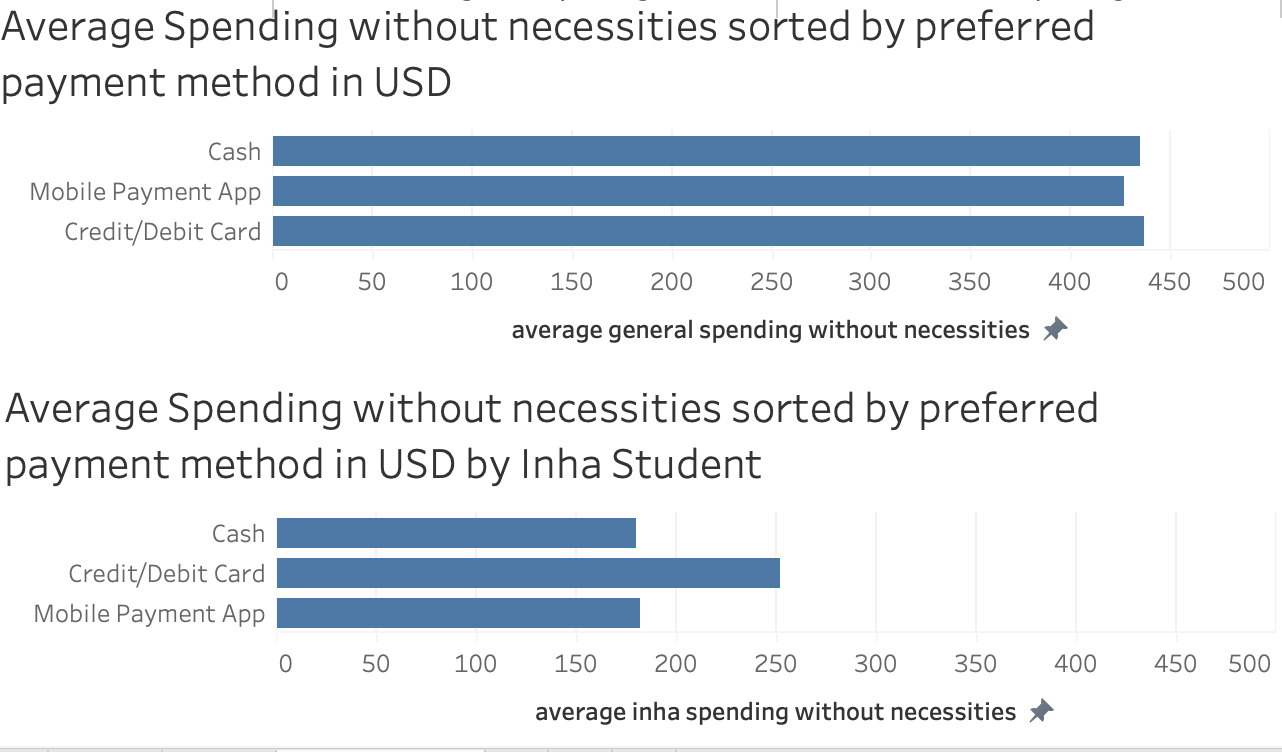 Average Spending without necessities sorted by preferred
payment method in USD
Cash
Mobile Payment App
Credit/Debit Card
0 50 100 150 200 250 300 350 400 450 500
average general spending without necessities
Average Spending without necessities sorted by preferred
payment method in USD by Inha Student
Cash
Credit/Debit Card
Mobile Payment App
0 50 100 150 200 250 300 350 400 450 500
average inha spending without necessities